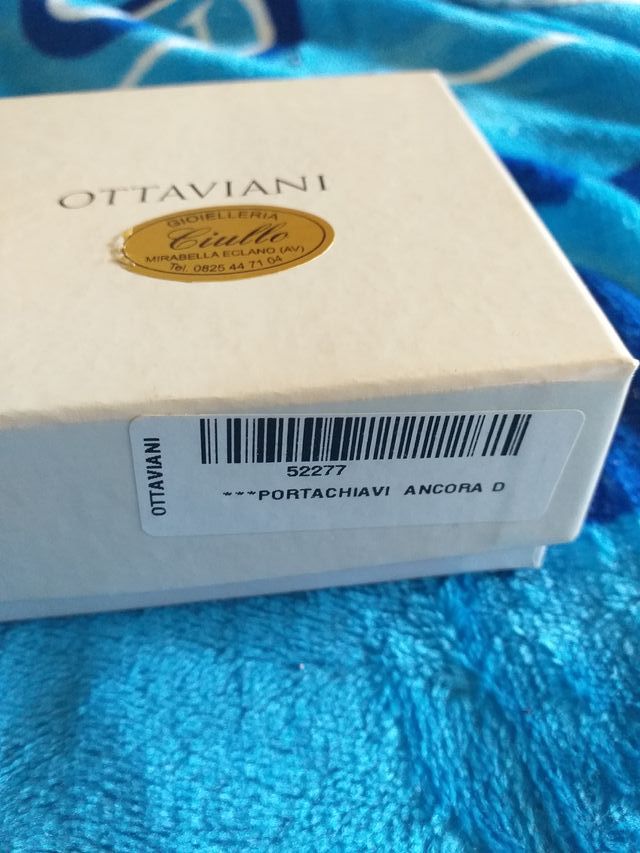 OTTAVIANI
GIOIELLERIA
Ciullo
MIRABELLA ECLANO (AV)
Tel. 0825 44 71 04
OTTAVIANI
52277
***PORTACHIAVI ANCORA D